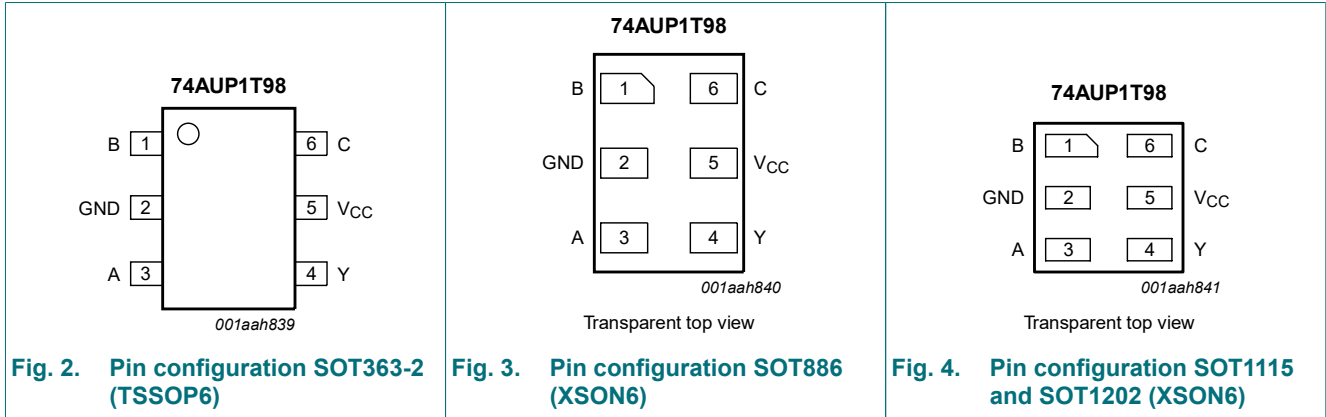 74AUP1T98
B 1 6 C
GND 2 5 VCC
A 3 4 Y
001aah839
Fig. 2. Pin configuration SOT363-2
(TSSOP6)
74AUP1T98
B 1 6 C
GND 2 5 VCC
A 3 4 Y
001aah840
Transparent top view
Fig. 3. Pin configuration SOT886
(XSON6)
74AUP1T98
B 1 6 C
GND 2 5 VCC
A 3 4 Y
001aah841
Transparent top view
Fig. 4. Pin configuration SOT1115
and SOT1202 (XSON6)